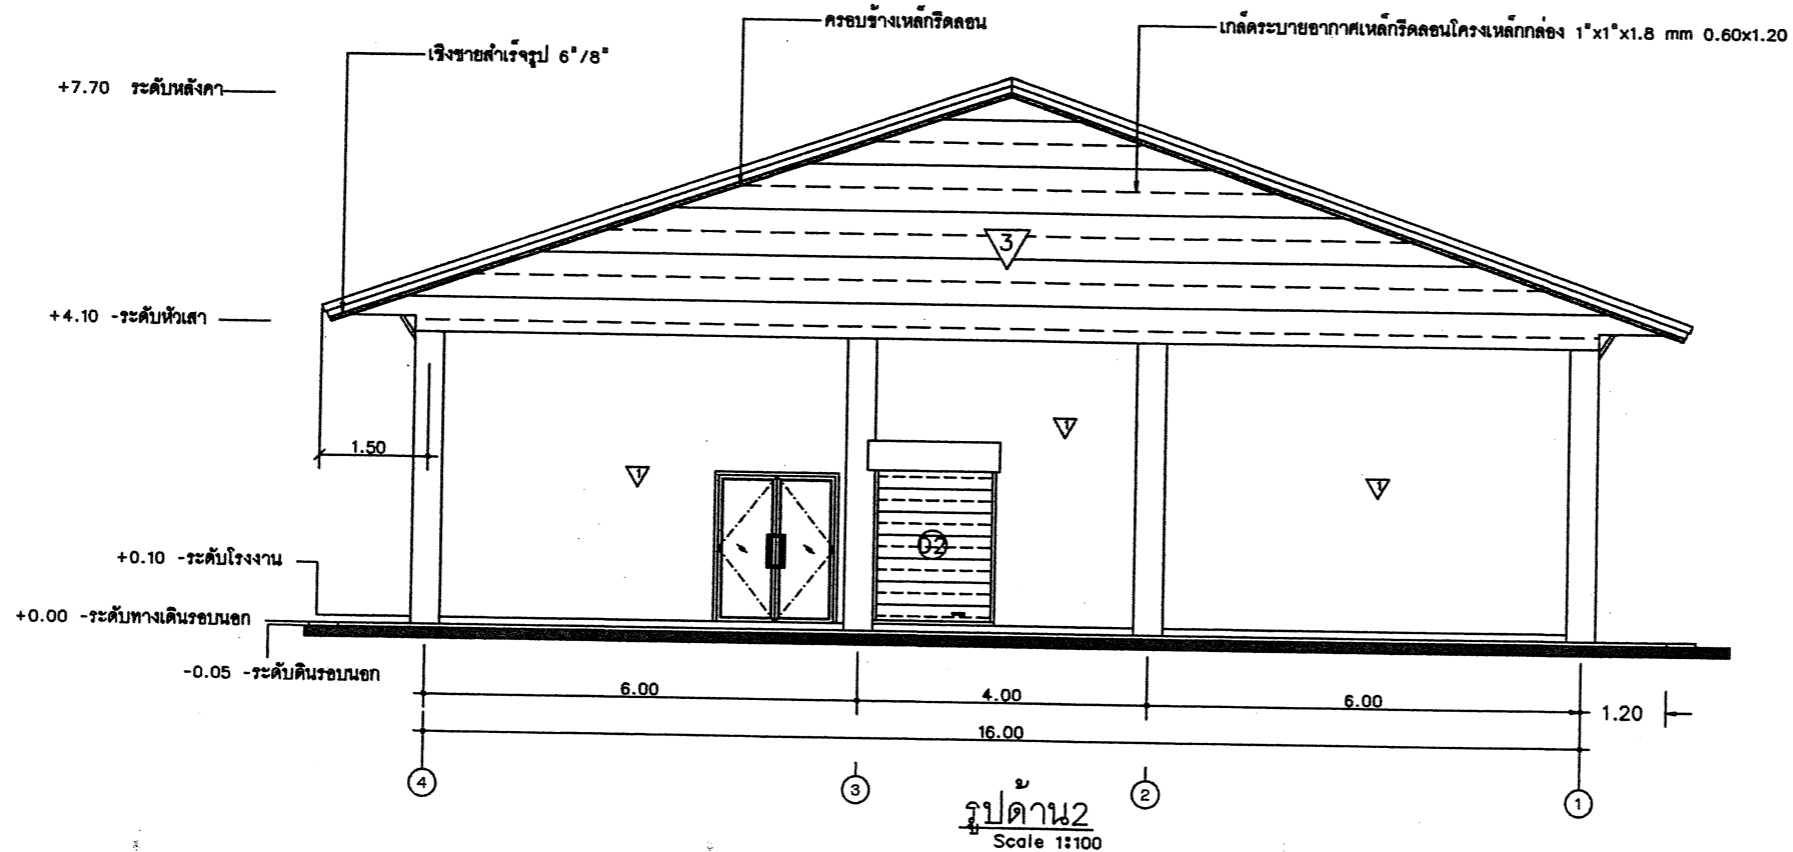 ครอบข้างเหล็กรีดลอน
เกล็ดระบายอากาศเหล็กรีดลอนโครงเหล็กกล่อง 1"x1"x1.8 mm 0.60x1.20
เชิงชายสำเร็จรูป 6"/8"
+7.70 ระดับหลังคา
3
+4.10 -ระดับหัวเสา
1
1.50
1
1
D2
+0.10 -ระดับโรงงาน
+0.00 -ระดับทางเดินรอบนอก
-0.05 -ระดับดินรอบนอก
6.00 4.00 6.00 1.20
16.00
4 3 2 1
รูปด้าน2
Scale 1:100